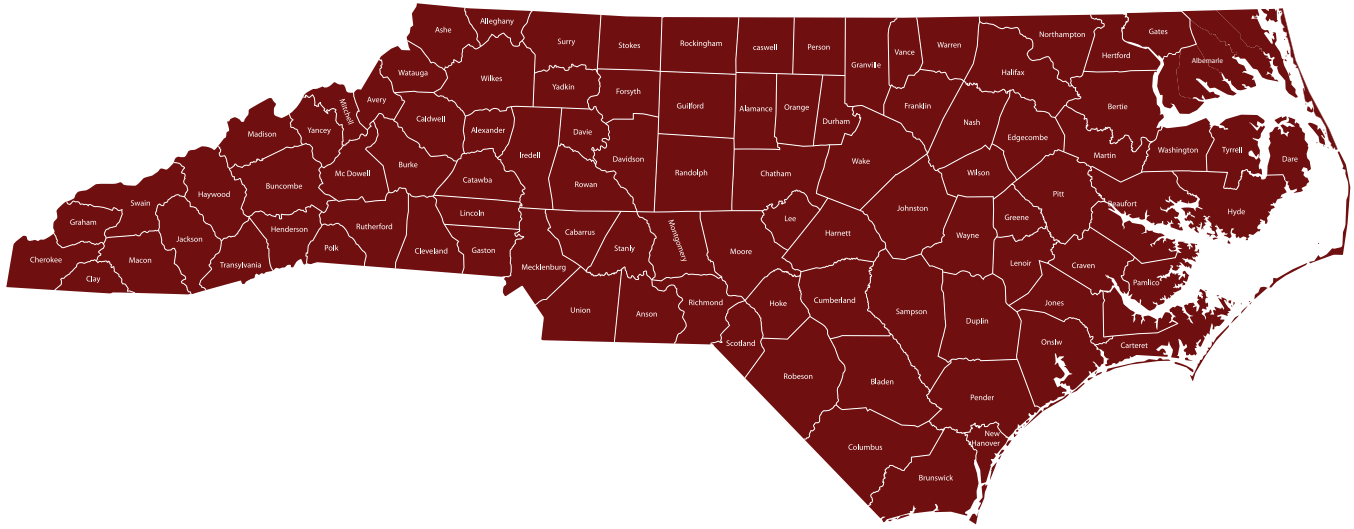 Alleghany
Ashe
Surry
Stokes
Rockingham
caswell
Person
Granville
Vance
Warren
Northampton
Hertford
Gates
Albemarle
Watauga
Wilkes
Yadkin
Forsyth
Guilford
Alamance
Orange
Durham
Franklin
Halifax
Nash
Edgecombe
Bertie
Mitchell
Avery
Madison
Yancey
Caldwell
Alexander
Iredell
Davie
Davidson
Randolph
Chatham
Wake
Wilson
Martin
Washington
Tyrrell
Dare
Haywood
Buncombe
Mc Dowell
Burke
Catawba
Rowan
Johnston
Greene
Pitt
Beaufort
Hyde
Graham
Swain
Jackson
Henderson
Rutherford
Lincoln
Cabarrus
Stanly
Montgomery
Moore
Lee
Harnett
Wayne
Lenoir
Craven
Pamlico
Cherokee
Clay
Macon
Transylvania
Polk
Cleveland
Gaston
Mecklenburg
Union
Anson
Richmond
Scotland
Hoke
Cumberland
Sampson
Duplin
Jones
Onslw
Carteret
Robeson
Bladen
Pender
Columbus
New
Hanover
Brunswick